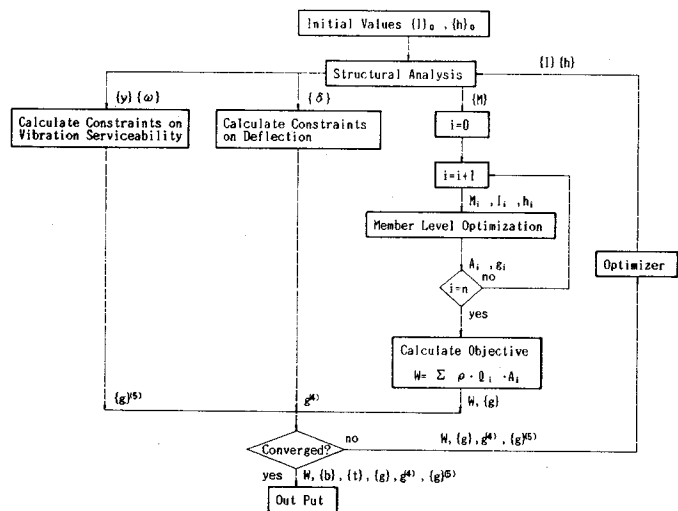 Initial Values {I}₀ , {h}₀
{I} {h}
Structural Analysis
{y} {ω}
{δ}
{M}
Calculate Constraints on
Vibration Serviceability
Calculate Constraints
on Deflection
i=0
i=i+1
Mᵢ , Iᵢ , hᵢ
Member Level Optimization
Optimizer
Aᵢ , gᵢ
no
i=n
yes
Calculate Objective
W= Σ ρ · ℓᵢ · Aᵢ
{g}⁽⁵⁾
g⁽⁴⁾
W, {g}
no
W, {g}, g⁽⁴⁾ , {g}⁽⁵⁾
Converged?
yes
W, {b}, {t}, {g}, g⁽⁴⁾ , {g}⁽⁵⁾
Out Put